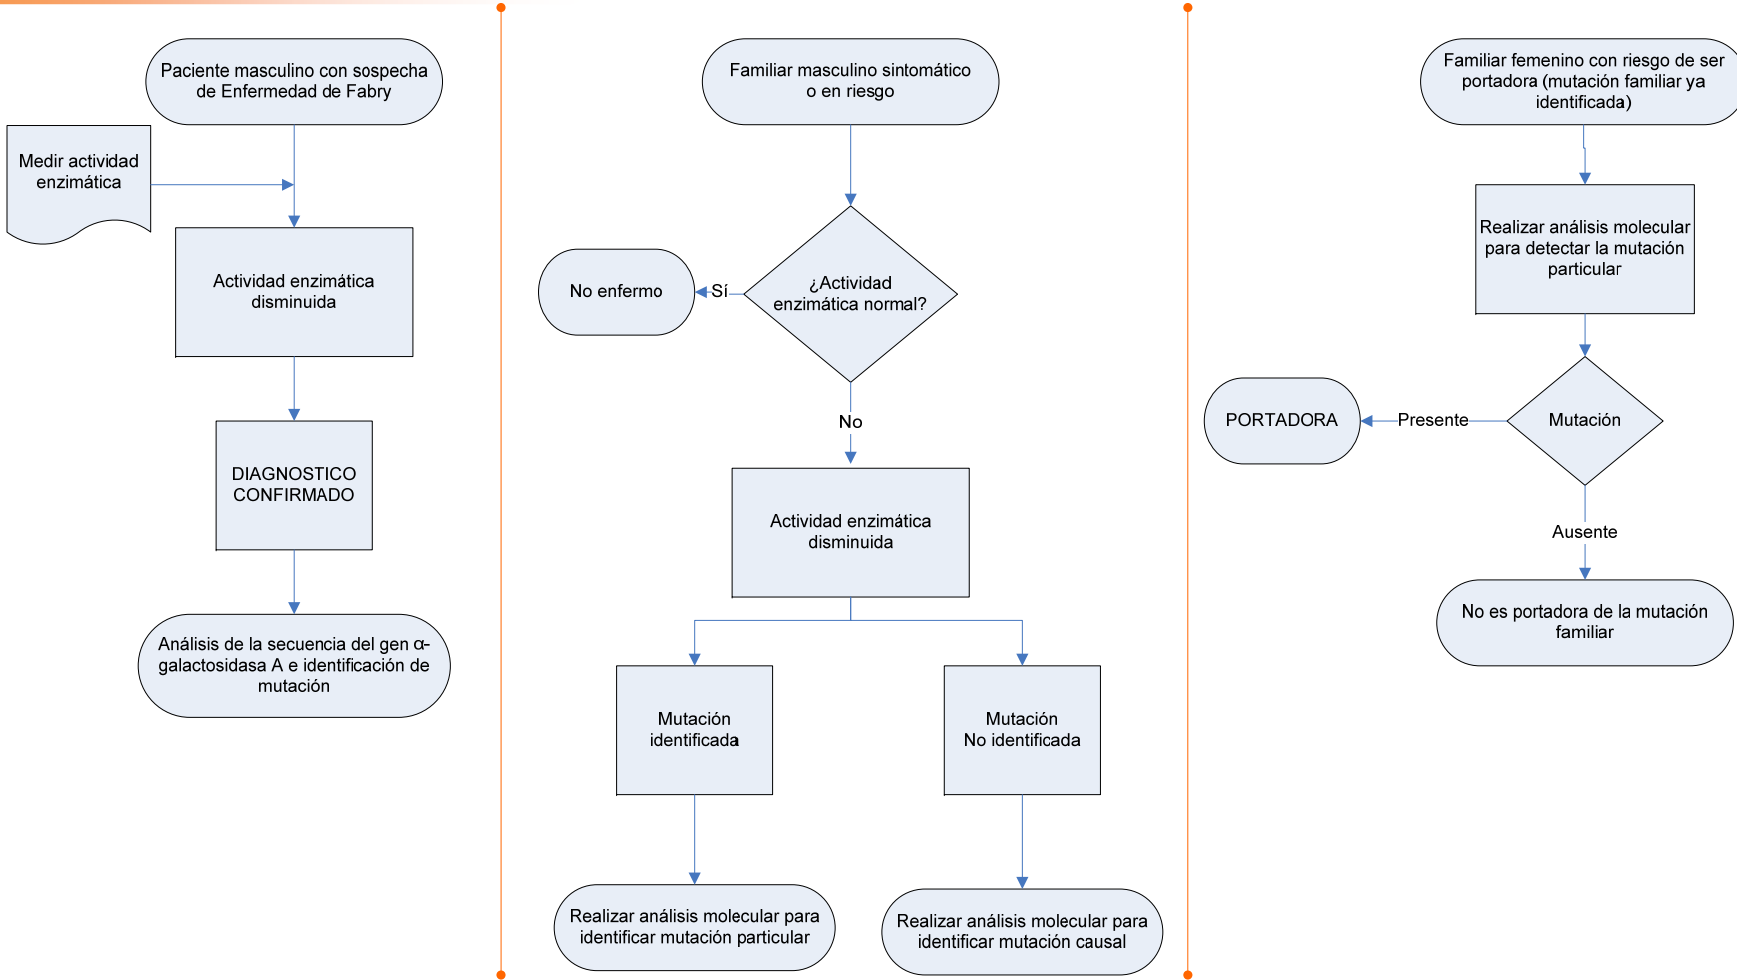 Paciente masculino con sospecha
de Enfermedad de Fabry
Medir actividad
enzimática
Actividad enzimática
disminuida
DIAGNOSTICO
CONFIRMADO
Análisis de la secuencia del gen α-
galactosidasa A e identificación de
mutación
Familiar masculino sintomático
o en riesgo
¿Actividad
enzimática normal?
Sí
No enfermo
No
Actividad enzimática
disminuida
Mutación
identificada
Mutación
No identificada
Realizar análisis molecular para
identificar mutación particular
Realizar análisis molecular para
identificar mutación causal
Familiar femenino con riesgo de ser
portadora (mutación familiar ya
identificada)
Realizar análisis molecular
para detectar la mutación
particular
Mutación
Presente
PORTADORA
Ausente
No es portadora de la mutación
familiar